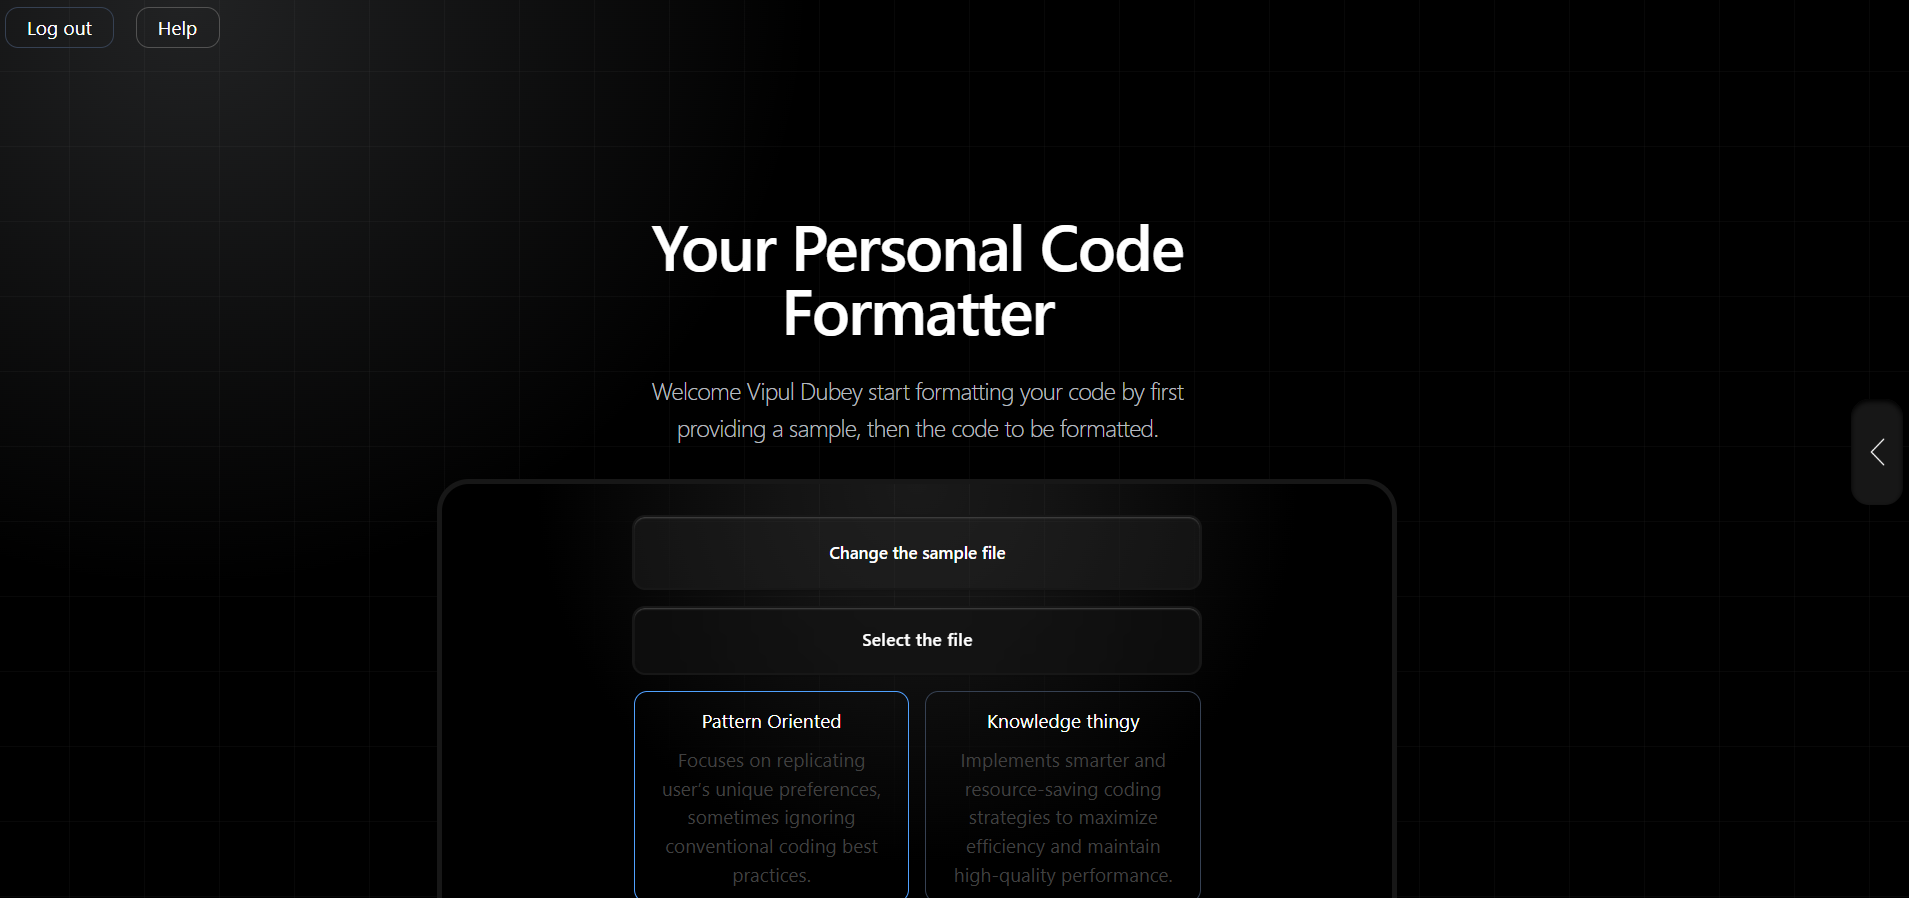 Log out
Help
Your Personal Code
Formatter
Welcome Vipul Dubey start formatting your code by first
providing a sample, then the code to be formatted.
Change the sample file
Select the file
Pattern Oriented
Focuses on replicating
user's unique preferences,
sometimes ignoring
conventional coding best
practices.
Knowledge thingy
Implements smarter and
resource-saving coding
strategies to maximize
efficiency and maintain
high-quality performance.